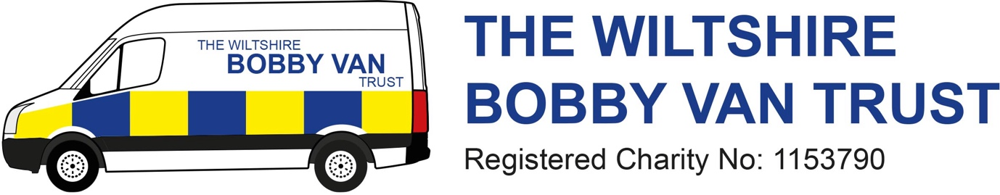 THE WILTSHIRE
BOBBY VAN
TRUST
THE WILTSHIRE
BOBBY VAN TRUST
Registered Charity No: 1153790